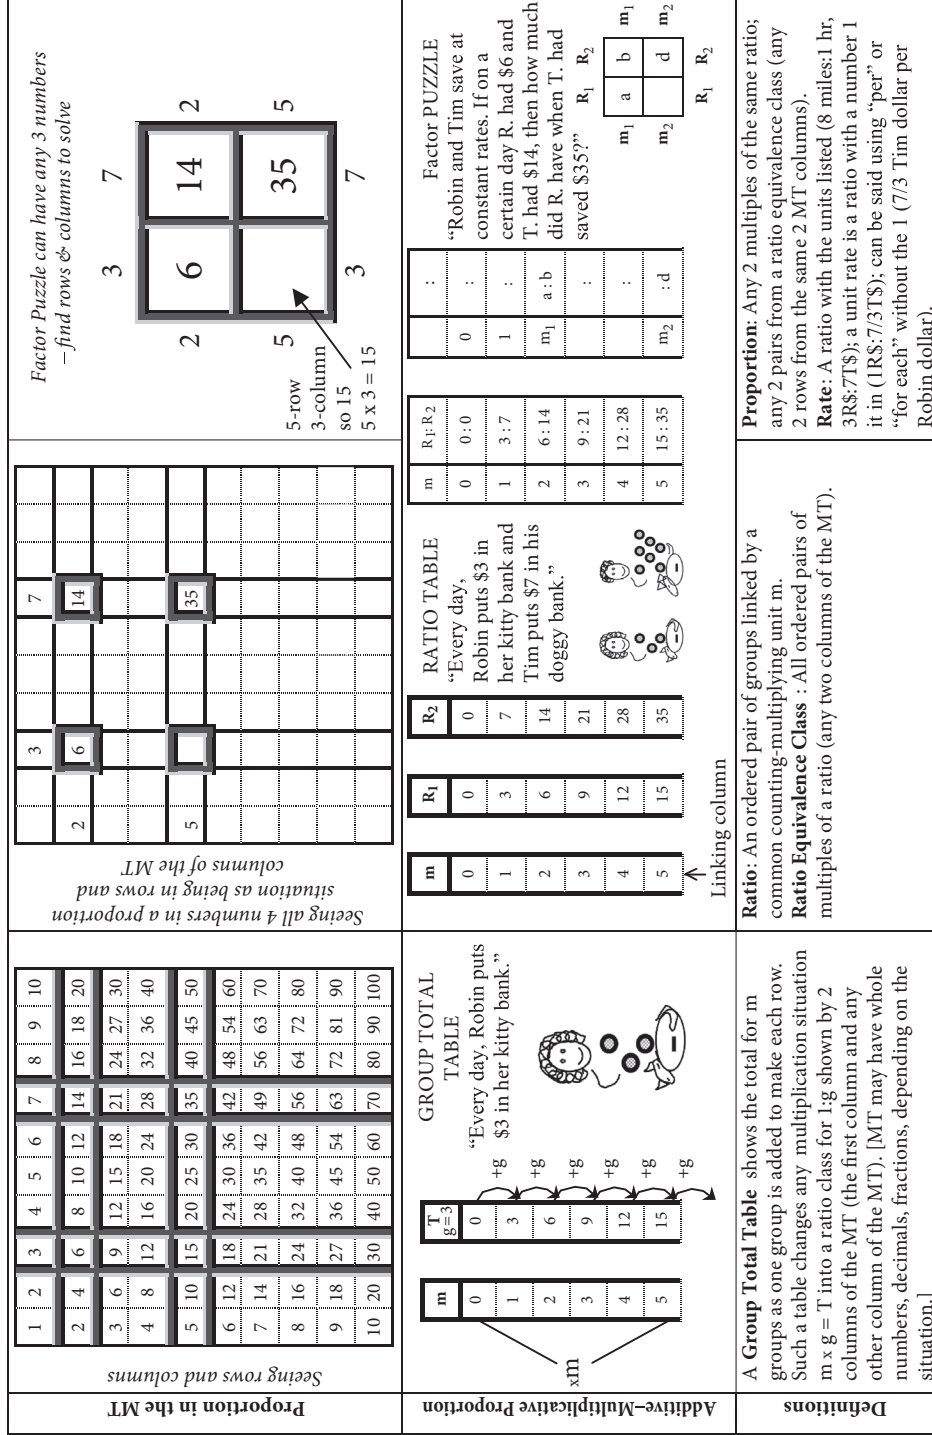 Proportion in the MT
Seeing rows and columns
1 2 3 4 5 6 7 8 9 10
2 4 6 8 10 12 14 16 18 20
3 6 9 12 15 18 21 24 27 30
4 8 12 16 20 24 28 32 36 40
5 10 15 20 25 30 35 40 45 50
6 12 18 24 30 36 42 48 54 60
7 14 21 28 35 42 49 56 63 70
8 16 24 32 40 48 56 64 72 80
9 18 27 36 45 54 63 72 81 90
10 20 30 40 50 60 70 80 90 100
Seeing all 4 numbers in a proportion
situation as being in rows and
columns of the MT
3 7
2 6 14
5 35
Factor Puzzle can have any 3 numbers
– find rows & columns to solve
3 7
2 6 14 2
5 35 5
3 7
5-row
3-column
so 15
5 x 3 = 15
Additive–Multiplicative Proportion
xm
m
0
1
2
3
4
5
T
g = 3
0
3
6
9
12
15
+g
+g
+g
+g
+g
GROUP TOTAL
TABLE
“Every day, Robin puts
$3 in her kitty bank.”
m R1 R2
0 0 0
1 3 7
2 6 14
3 9 21
4 12 28
5 15 35
Linking column
RATIO TABLE
“Every day,
Robin puts $3 in
her kitty bank and
Tim puts $7 in his
doggy bank.”
m R1: R2
0 0 : 0
1 3 : 7
2 6 : 14
3 9 : 21
4 12 : 28
5 15 : 35
:
0 :
1 :
m1 a : b
:
:
m2 : d
FACTOR PUZZLE
“Robin and Tim save at
constant rates. If on a
certain day R. had $6 and
T. had $14, then how much
did R. have when T. had
saved $35?”
R1 R2
m1 a b m1
m2 d m2
R1 R2
Definitions
A Group Total Table shows the total for m
groups as one group is added to make each row.
Such a table changes any multiplication situation
m x g = T into a ratio class for 1:g shown by 2
columns of the MT (the first column and any
other column of the MT). [MT may have whole
numbers, decimals, fractions, depending on the
situation.]
Ratio: An ordered pair of groups linked by a
common counting-multiplying unit m.
Ratio Equivalence Class : All ordered pairs of
multiples of a ratio (any two columns of the MT).
Proportion: Any 2 multiples of the same ratio;
any 2 pairs from a ratio equivalence class (any
2 rows from the same 2 MT columns).
Rate: A ratio with the units listed (8 miles:1 hr,
3R$:7T$); a unit rate is a ratio with a number 1
it in (1R$:7/3T$); can be said using “per” or
“for each” without the 1 (7/3 Tim dollar per
Robin dollar).